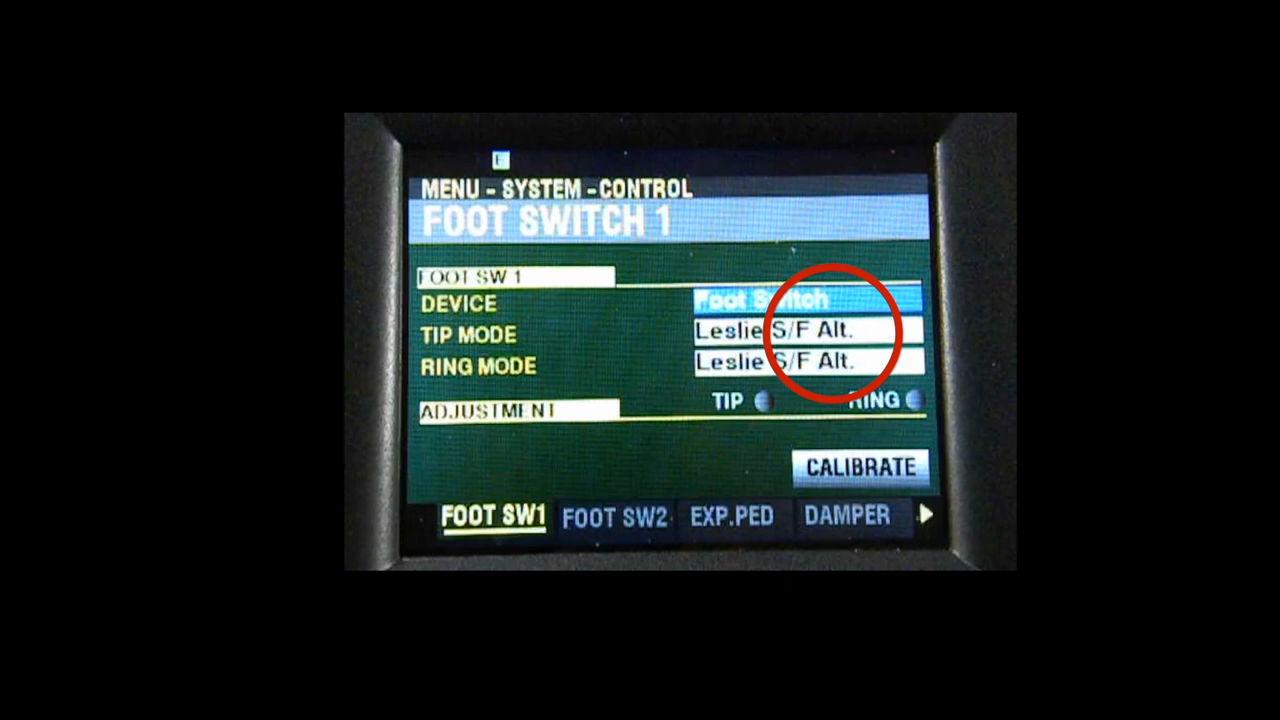 E
MENU - SYSTEM - CONTROL
FOOT SWITCH 1
FOOT SW 1
DEVICE Foot Switch
TIP MODE Leslie S/F Alt.
RING MODE Leslie S/F Alt.
TIP RING
ADJUSTMENT
CALIBRATE
FOOT SW1 FOOT SW2 EXP.PED DAMPER